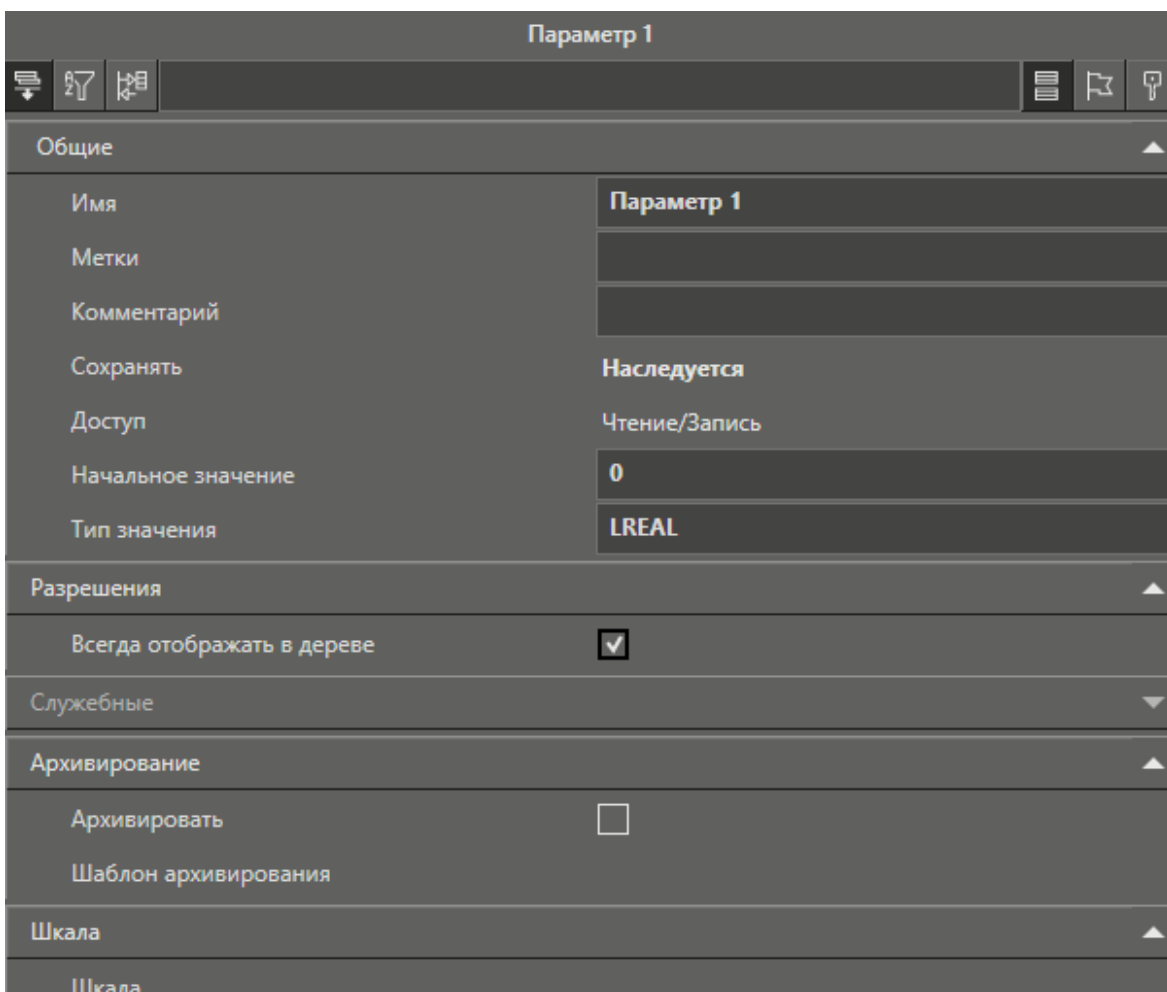 Параметр 1
Общие
Имя Параметр 1
Метки
Комментарий
Сохранять Наследуется
Доступ Чтение/Запись
Начальное значение 0
Тип значения LREAL
Разрешения
Всегда отображать в дереве
Служебные
Архивирование
Архивировать
Шаблон архивирования
Шкала
Шкала